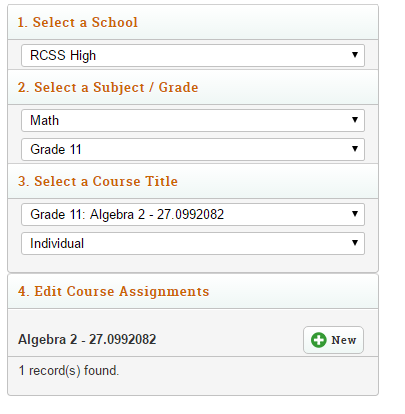 1. Select a School
RCSS High
2. Select a Subject / Grade
Math
Grade 11
3. Select a Course Title
Grade 11: Algebra 2 - 27.0992082
Individual
4. Edit Course Assignments
Algebra 2 - 27.0992082
New
1 record(s) found.